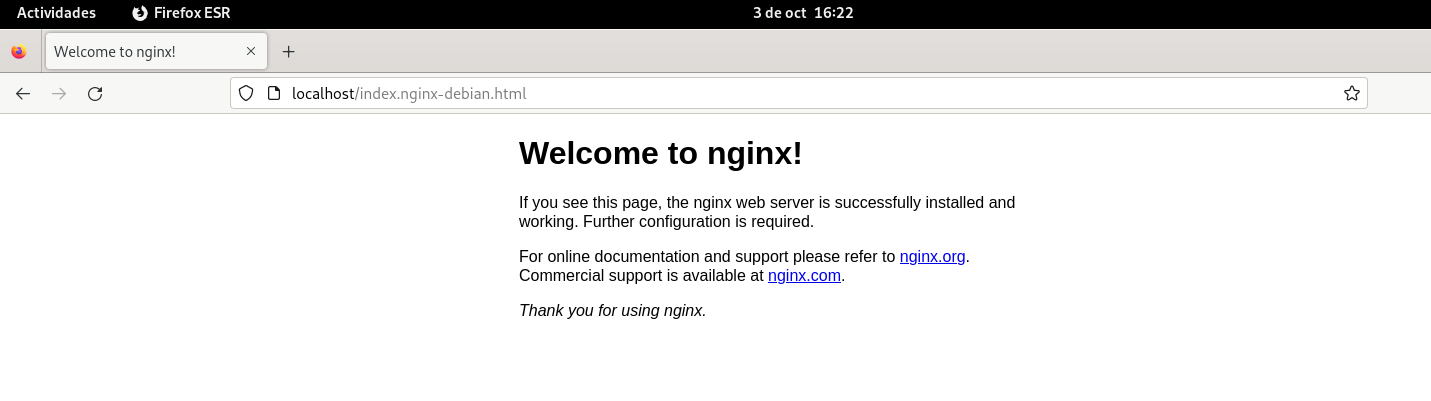 Actividades Firefox ESR 3 de oct 16:22
Welcome to nginx!
localhost/index.nginx-debian.html
Welcome to nginx!
If you see this page, the nginx web server is successfully installed and
working. Further configuration is required.
For online documentation and support please refer to nginx.org.
Commercial support is available at nginx.com.
Thank you for using nginx.